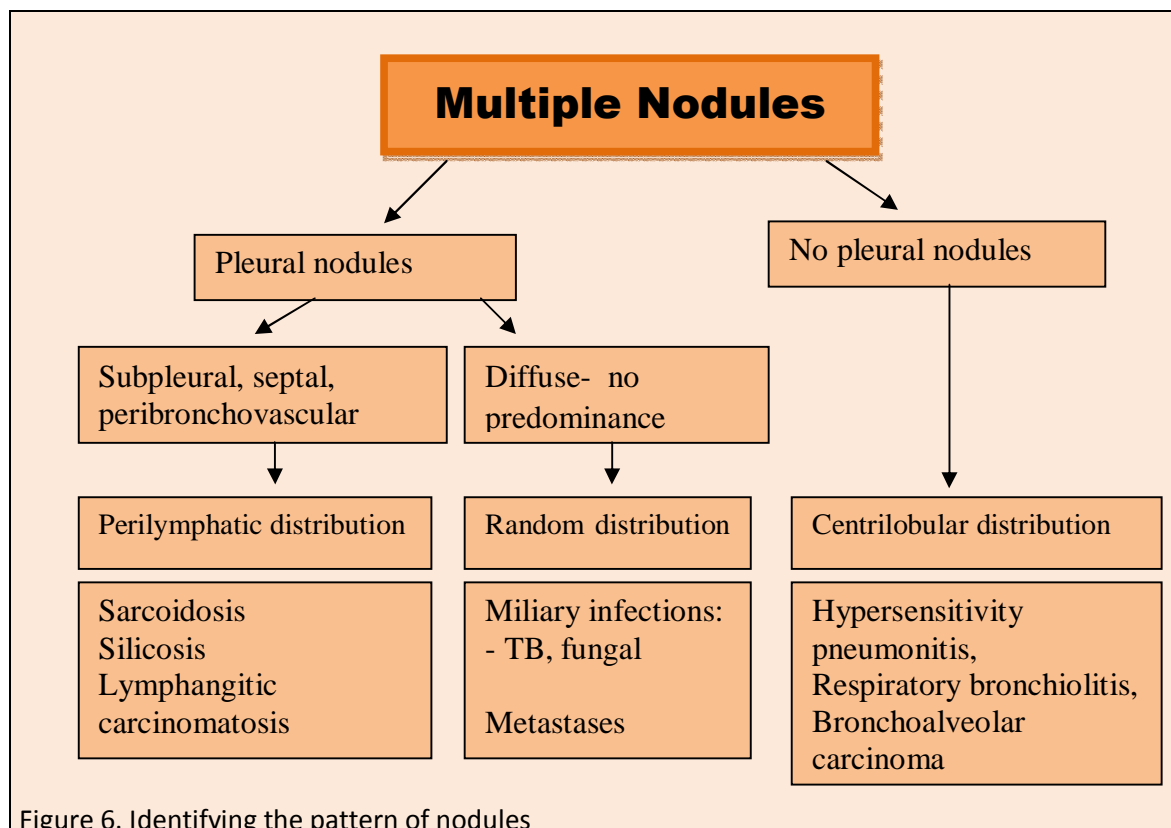 Multiple Nodules
Pleural nodules
No pleural nodules
Subpleural, septal,
peribronchovascular
Diffuse-  no
predominance
Perilymphatic distribution
Random distribution
Centrilobular distribution
Sarcoidosis
Silicosis
Lymphangitic
carcinomatosis
Miliary infections:
- TB, fungal
Metastases
Hypersensitivity
pneumonitis,
Respiratory bronchiolitis,
Bronchoalveolar
carcinoma
Figure 6. Identifying the pattern of nodules